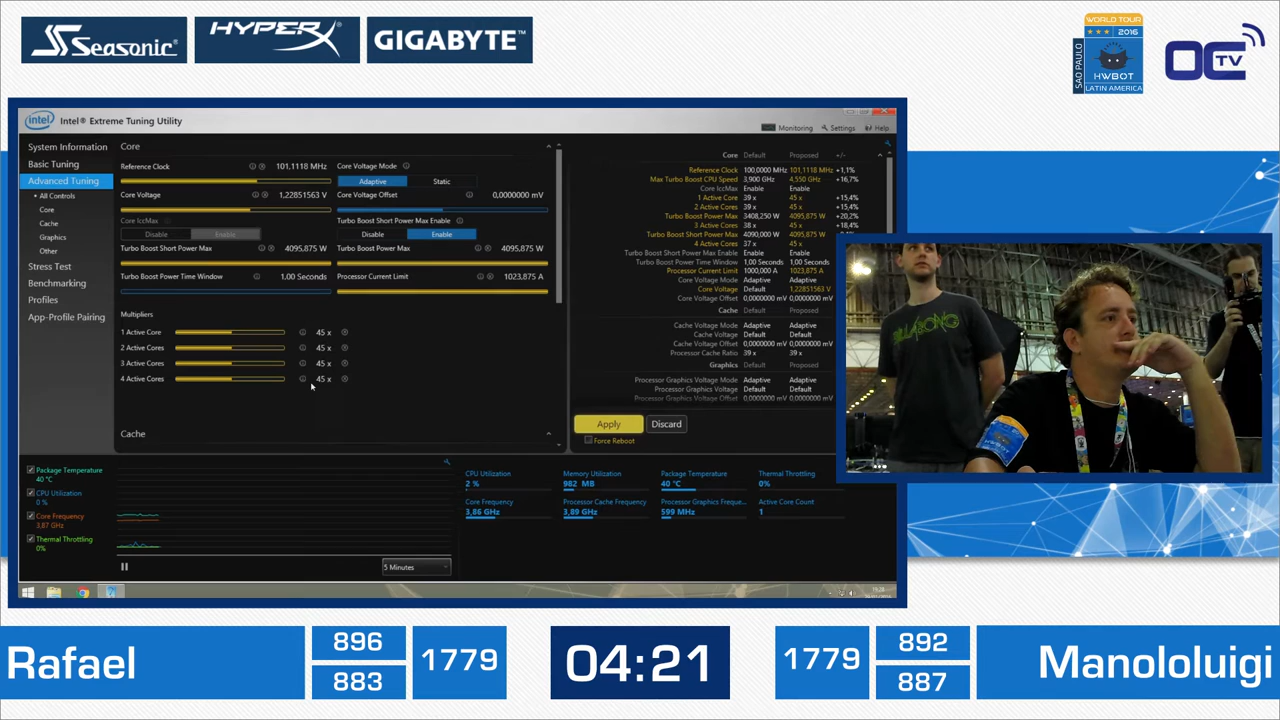 Seasonic
HYPERX
GIGABYTE™
WORLD TOUR
2016
SAO PAULO
HWBOT
LATIN AMERICA
OC TV
intel Intel® Extreme Tuning Utility
Monitoring Settings Help
System Information
Basic Tuning
Advanced Tuning
All Controls
Core
Cache
Graphics
Other
Stress Test
Benchmarking
Profiles
App-Profile Pairing
Core
Reference Clock 101,1118 MHz Core Voltage Mode
Adaptive Static
Core Voltage 1,22851563 V Core Voltage Offset 0,0000000 mV
Core IccMax Turbo Boost Short Power Max Enable
Disable Enable Disable Enable
Turbo Boost Short Power Max 4095,875 W Turbo Boost Power Max 4095,875 W
Turbo Boost Power Time Window 1,00 Seconds Processor Current Limit 1023,875 A
Multipliers
1 Active Core 45 x
2 Active Cores 45 x
3 Active Cores 45 x
4 Active Cores 45 x
Cache
Core Default Proposed +/-
Reference Clock 100,0000 MHz 101,1118 MHz +1,1%
Max Turbo Boost CPU Speed 3,900 GHz 4,550 GHz +16,7%
Core IccMax Enable Enable
1 Active Core 39 x 45 x +15,4%
2 Active Cores 39 x 45 x +15,4%
Turbo Boost Power Max 3408,250 W 4095,875 W +20,2%
3 Active Cores 38 x 45 x +18,4%
Turbo Boost Short Power Max 4090,000 W 4095,875 W
4 Active Cores 37 x 45 x
Turbo Boost Short Power Max Enable Enable Enable
Turbo Boost Power Time Window 1,00 Seconds 1,00 Seconds
Processor Current Limit 1000,000 A 1023,875 A
Core Voltage Mode Adaptive Adaptive
Core Voltage Default 1,22851563 V
Core Voltage Offset 0,0000000 mV 0,0000000 mV
Cache Default Proposed
Cache Voltage Mode Adaptive Adaptive
Cache Voltage Default Default
Cache Voltage Offset 0,0000000 mV 0,0000000 mV
Processor Cache Ratio 39 x 39 x
Graphics Default Proposed
Processor Graphics Voltage Mode Adaptive Adaptive
Processor Graphics Voltage Default Default
Processor Graphics Voltage Offset 0,0000000 mV 0,0000000 mV
Apply Discard
Force Reboot
Package Temperature
40 °C
CPU Utilization
0 %
Core Frequency
3,87 GHz
Thermal Throttling
0%
5 Minutes
CPU Utilization Memory Utilization Package Temperature Thermal Throttling
2 % 982 MB 40 °C 0%
Core Frequency Processor Cache Frequency Processor Graphics Freque... Active Core Count
3,86 GHz 3,89 GHz 599 MHz 1
19:28
BILLABONG
HWBOT
Rafael
896
883
1779
04:21
1779
892
887
Manololuigi